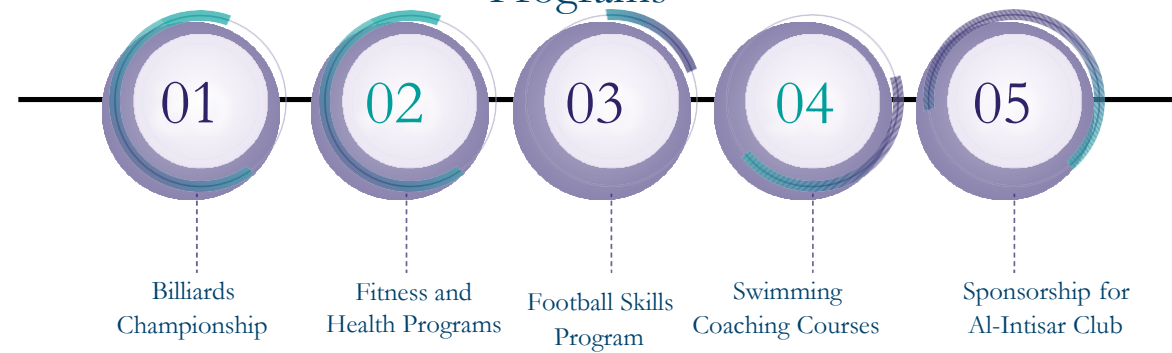 Programs
01
02
03
04
05
Billiards
Championship
Fitness and
Health Programs
Football Skills
Program
Swimming
Coaching Courses
Sponsorship for
Al-Intisar Club